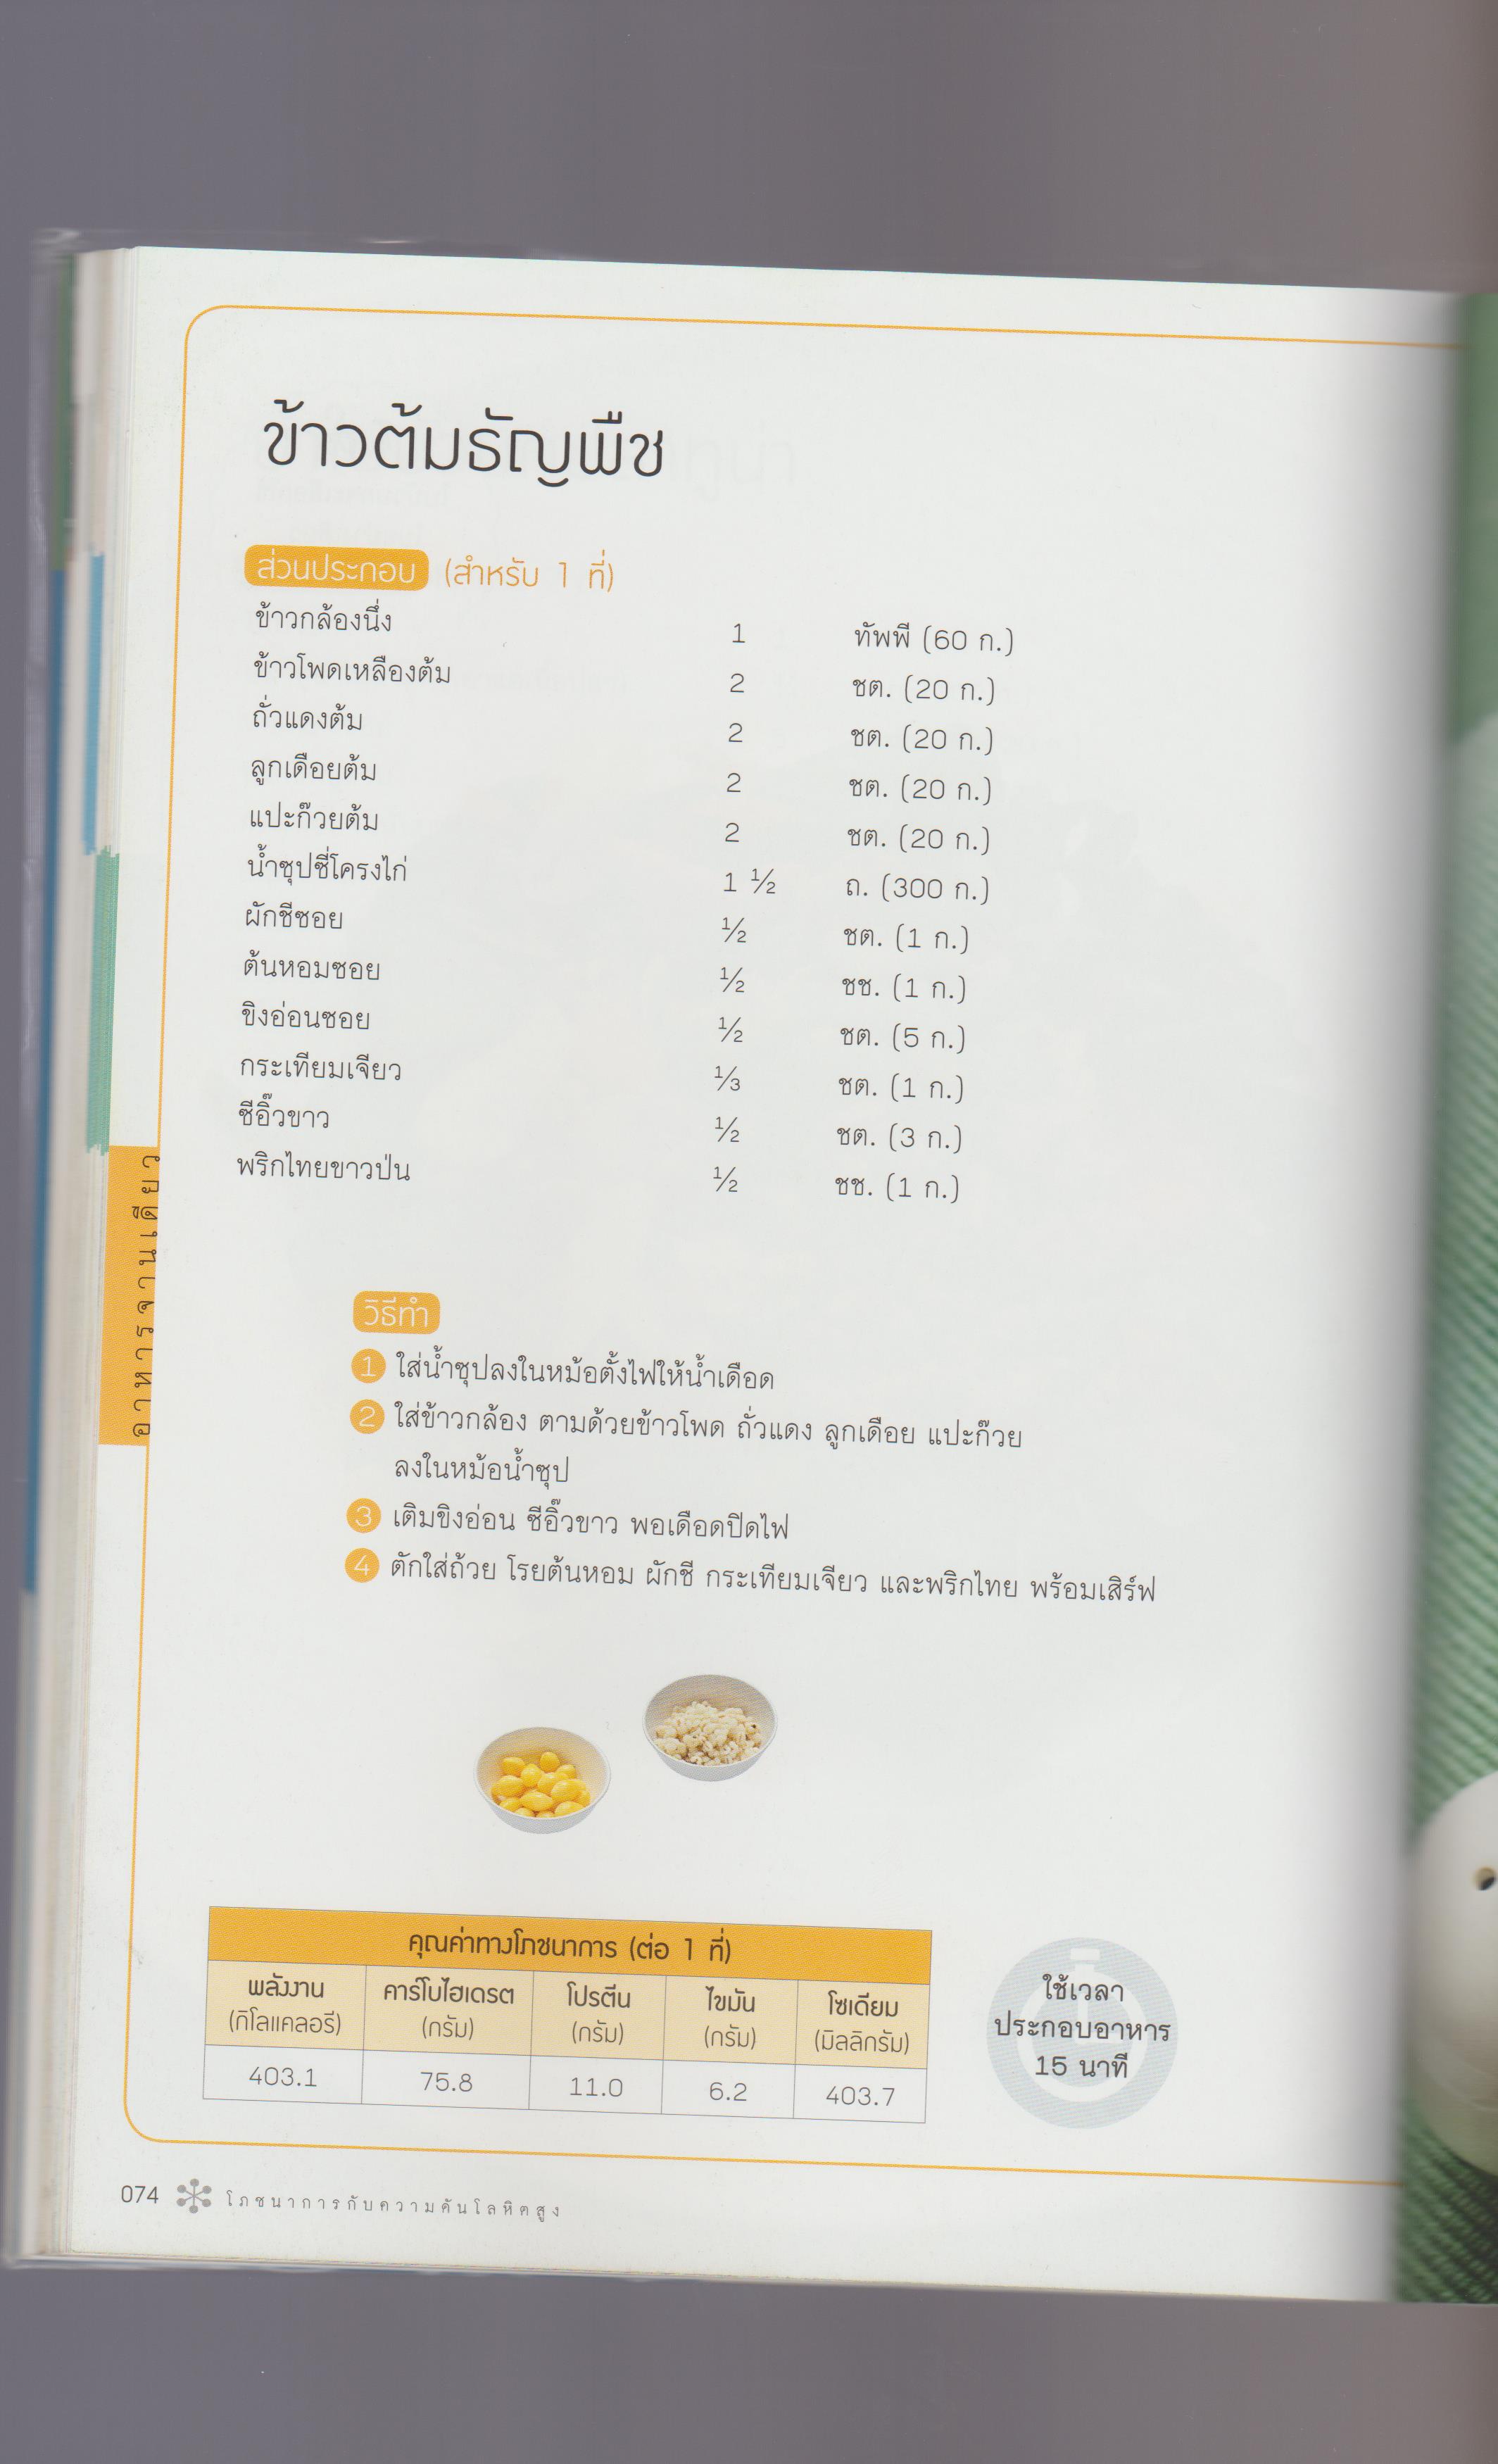 ข้าวต้มธัญพืช
ส่วนประกอบ (สำหรับ 1 ที่)
ข้าวกล้องนึ่ง 1 ทัพพี (60 ก.)
ข้าวโพดเหลืองต้ม 2 ชต. (20 ก.)
ถั่วแดงต้ม 2 ชต. (20 ก.)
ลูกเดือยต้ม 2 ชต. (20 ก.)
แปะก๊วยต้ม 2 ชต. (20 ก.)
น้ำซุปซี่โครงไก่ 1 ½ ถ. (300 ก.)
ผักชีซอย ½ ชต. (1 ก.)
ต้นหอมซอย ½ ชช. (1 ก.)
ขิงอ่อนซอย ½ ชต. (5 ก.)
กระเทียมเจียว ⅓ ชต. (1 ก.)
ซีอิ๊วขาว ½ ชต. (3 ก.)
พริกไทยขาวป่น ½ ชช. (1 ก.)
อาหารจานเดียว
วิธีทำ
1 ใส่น้ำซุปลงในหม้อตั้งไฟให้น้ำเดือด
2 ใส่ข้าวกล้อง ตามด้วยข้าวโพด ถั่วแดง ลูกเดือย แปะก๊วย
ลงในหม้อน้ำซุป
3 เติมขิงอ่อน ซีอิ๊วขาว พอเดือดปิดไฟ
4 ตักใส่ถ้วย โรยต้นหอม ผักชี กระเทียมเจียว และพริกไทย พร้อมเสิร์ฟ
คุณค่าทางโภชนาการ (ต่อ 1 ที่)
พลังงาน คาร์โบไฮเดรต โปรตีน ไขมัน โซเดียม
(กิโลแคลอรี) (กรัม) (กรัม) (กรัม) (มิลลิกรัม)
403.1 75.8 11.0 6.2 403.7
ใช้เวลา
ประกอบอาหาร
15 นาที
074 โภชนาการกับความดันโลหิตสูง